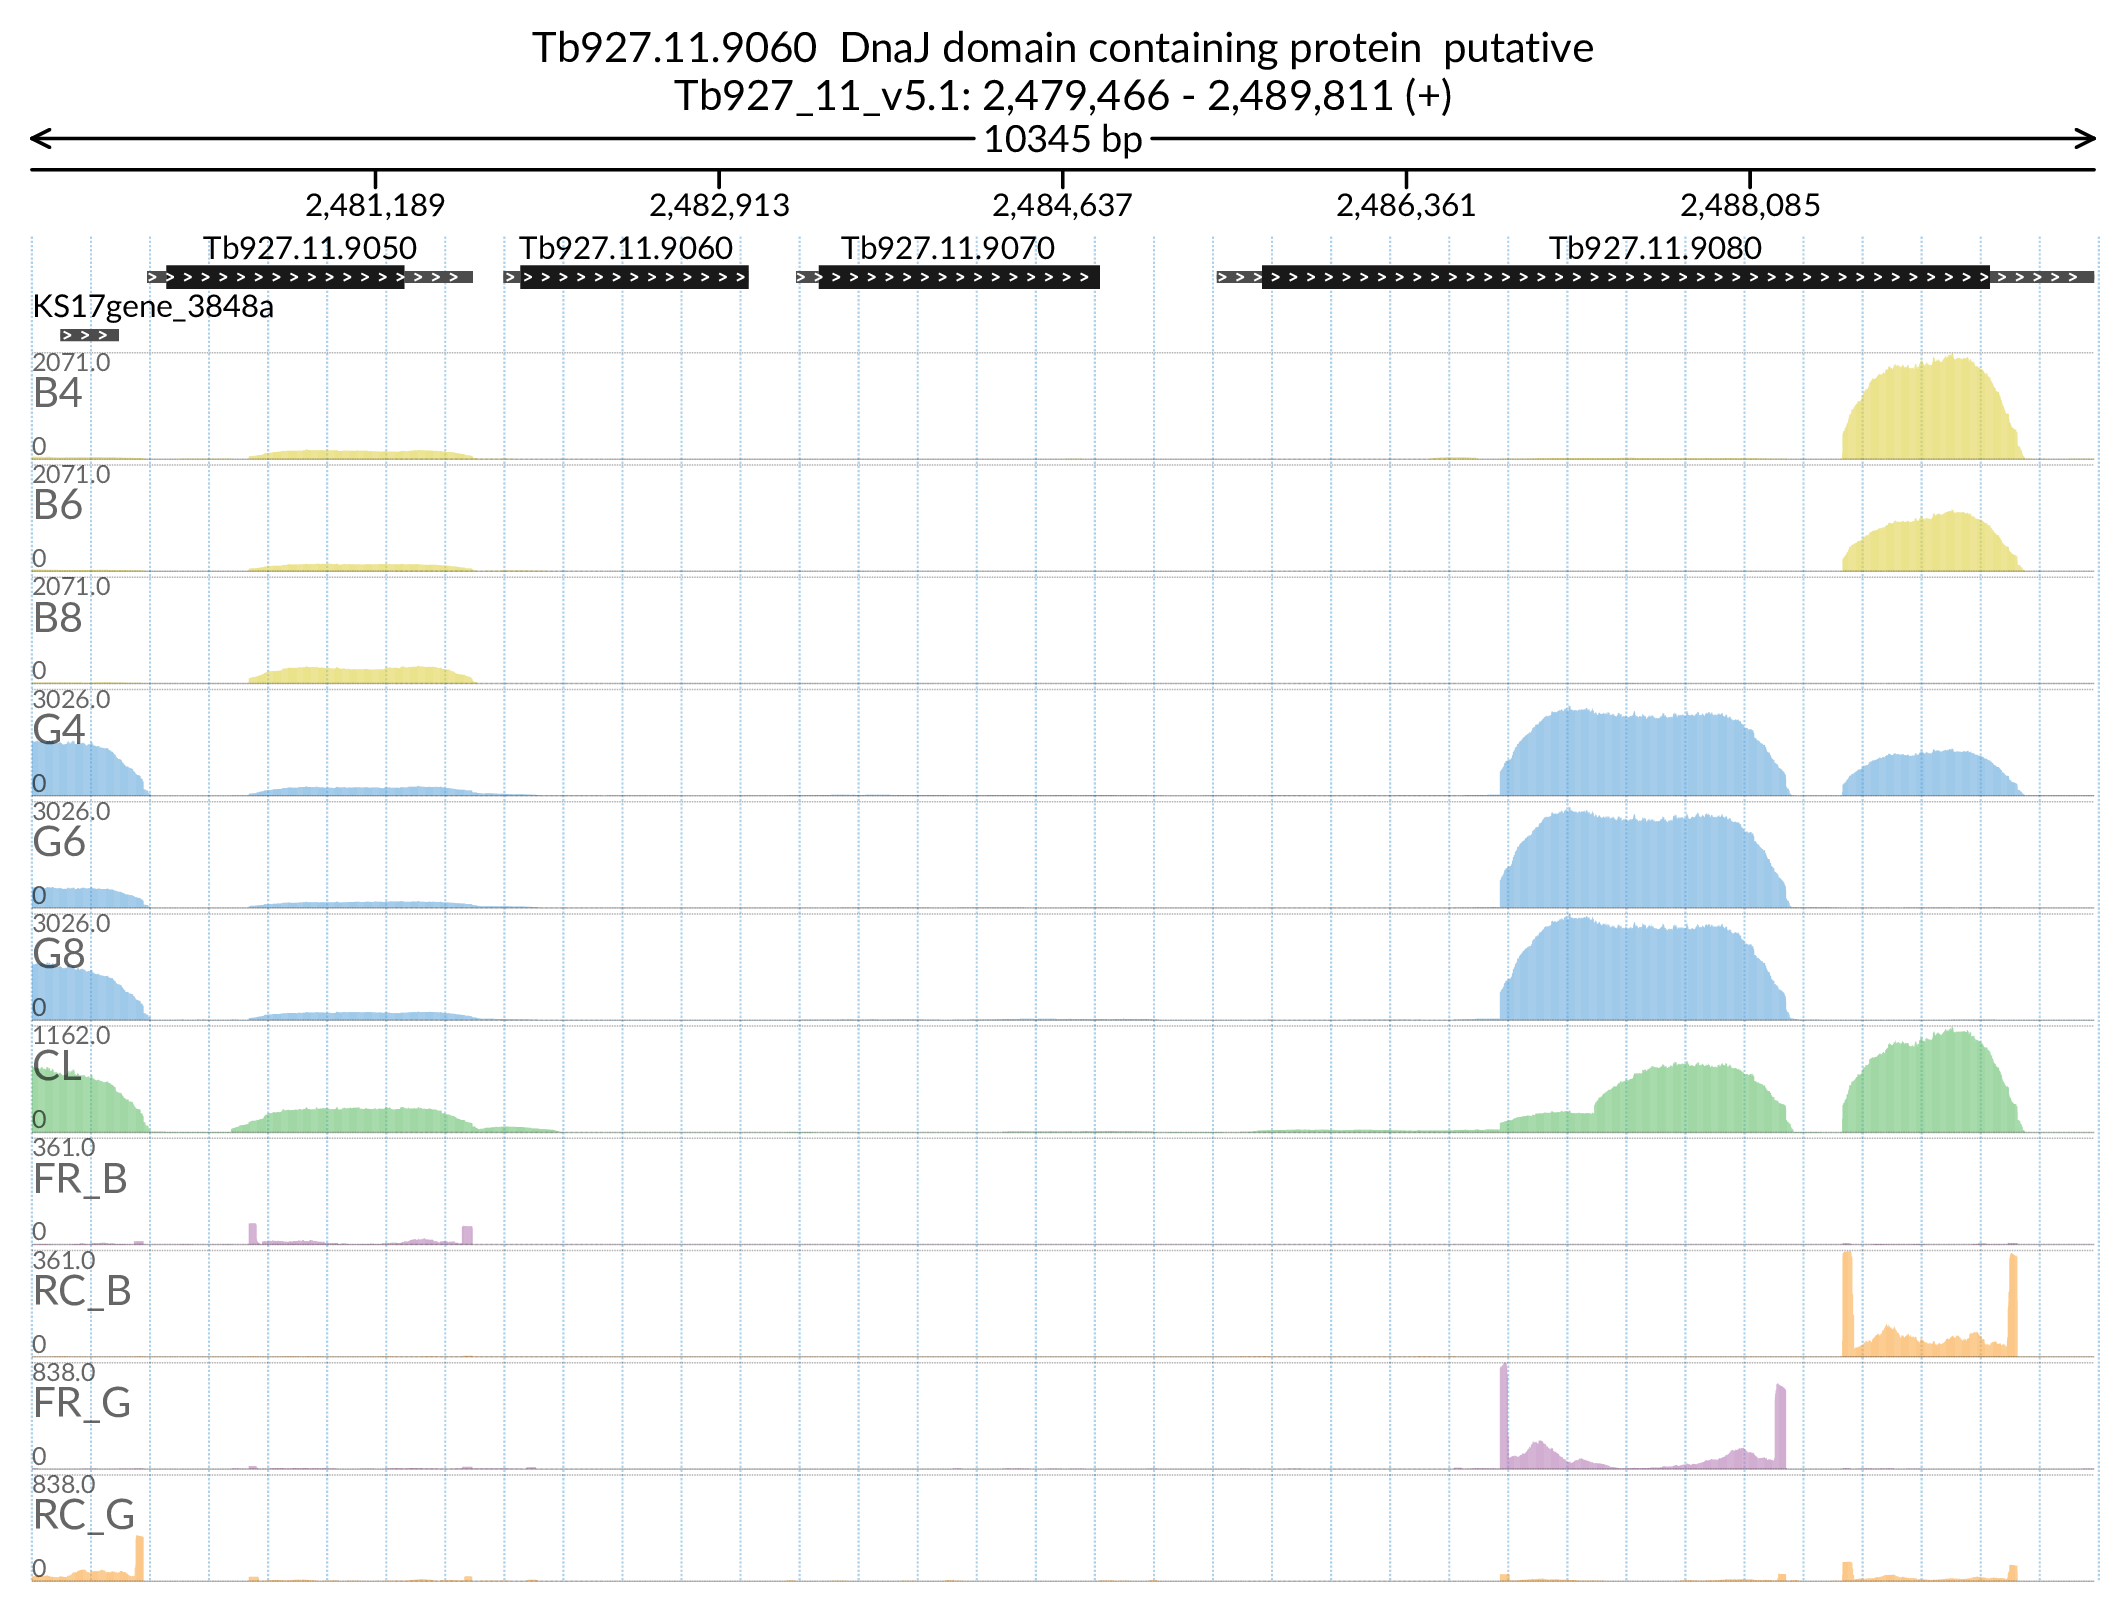 Tb927.11.9060  DnaJ domain containing protein  putative
Tb927_11_v5.1: 2,479,466 - 2,489,811 (+)
10345 bp
2,481,189 2,482,913 2,484,637 2,486,361 2,488,085
Tb927.11.9050 Tb927.11.9060 Tb927.11.9070 Tb927.11.9080
KS17gene_3848a
2071.0
B4
0
2071.0
B6
0
2071.0
B8
0
3026.0
G4
0
3026.0
G6
0
3026.0
G8
0
1162.0
CL
0
361.0
FR_B
0
361.0
RC_B
0
838.0
FR_G
0
838.0
RC_G
0